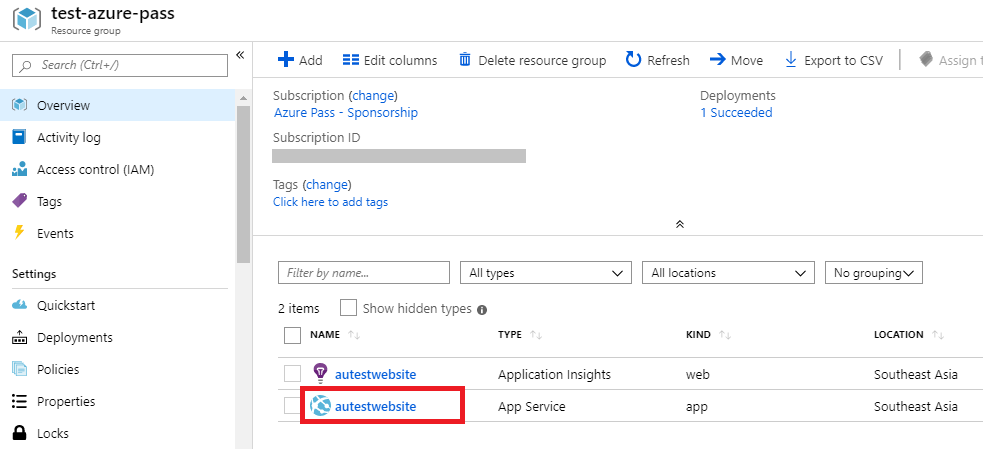 test-azure-pass
Resource group
Search (Ctrl+/)
Overview
Activity log
Access control (IAM)
Tags
Events
Settings
Quickstart
Deployments
Policies
Properties
Locks
Add Edit columns Delete resource group Refresh Move Export to CSV Assign t
Subscription (change)
Azure Pass - Sponsorship
Subscription ID
Tags (change)
Click here to add tags
Deployments
1 Succeeded
Filter by name... All types All locations No grouping
2 items Show hidden types
NAME TYPE KIND LOCATION
autestwebsite Application Insights web Southeast Asia
autestwebsite App Service app Southeast Asia